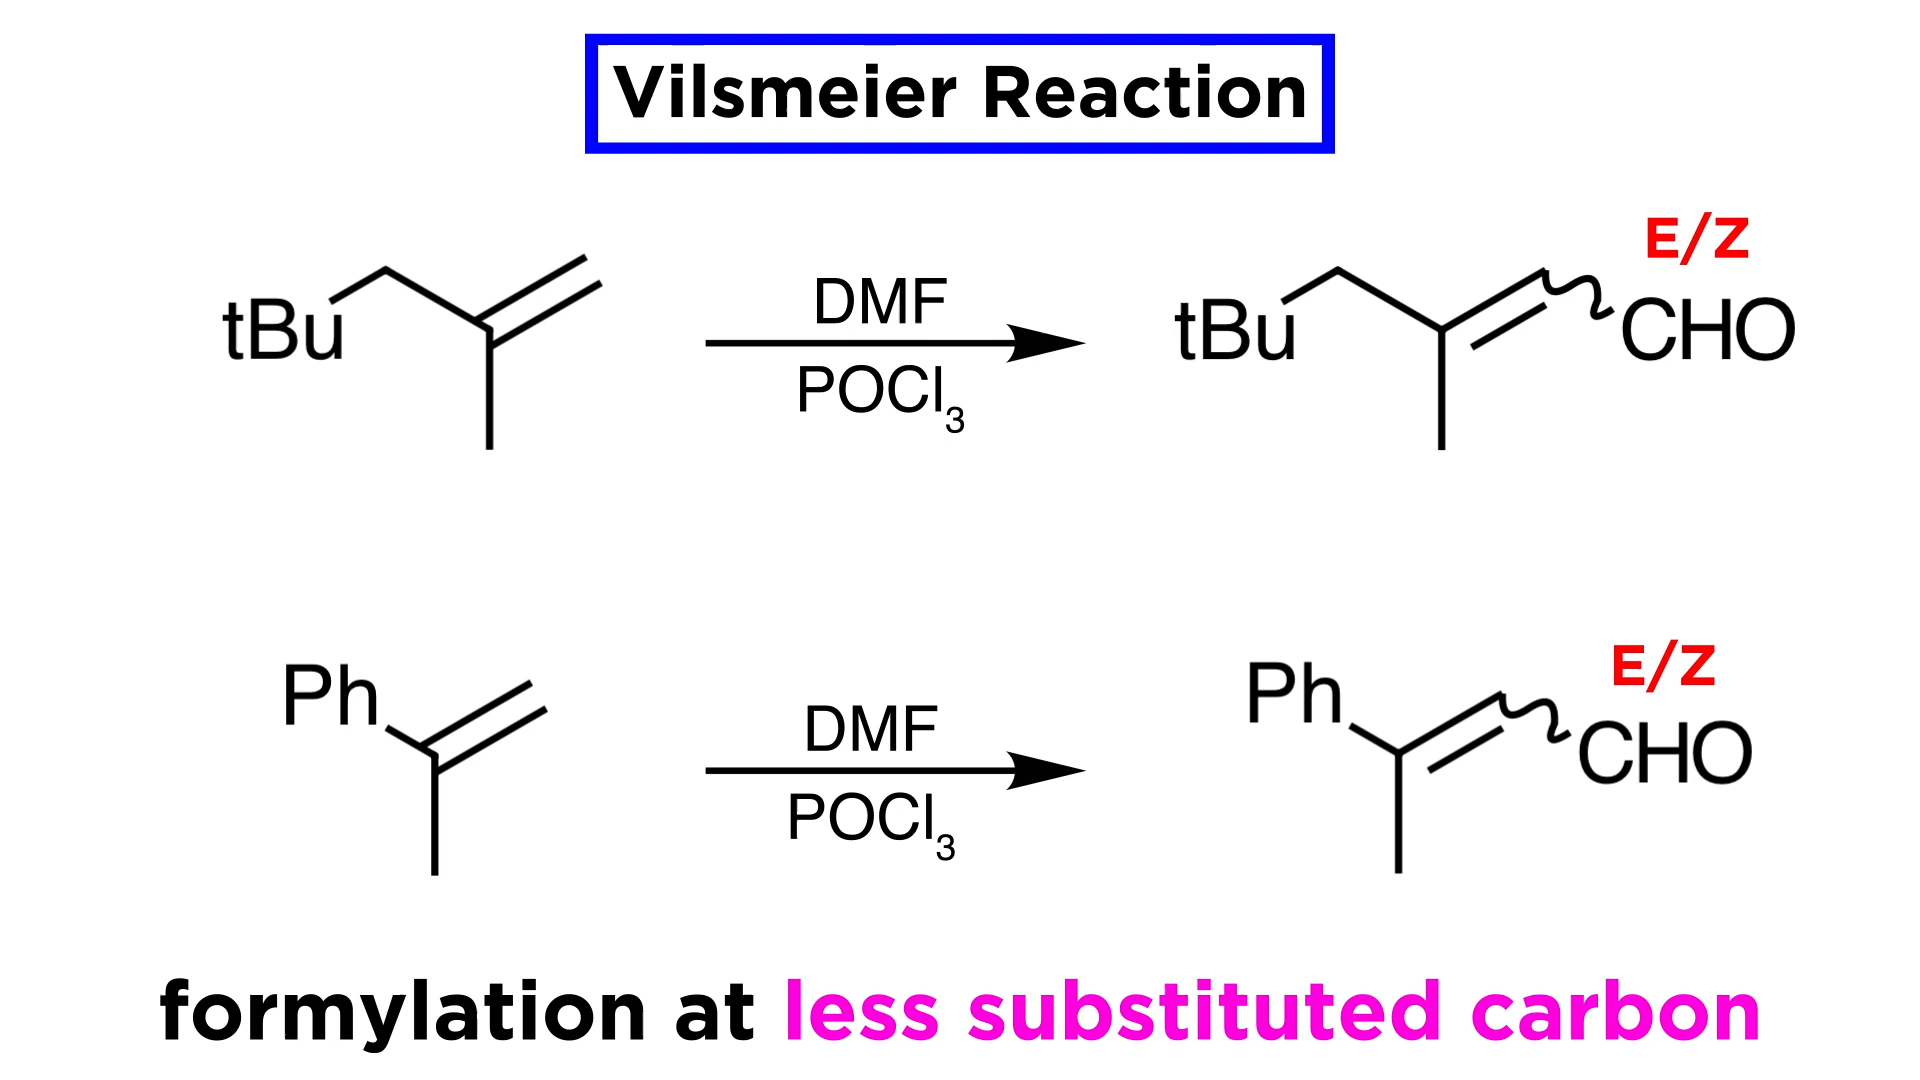 Vilsmeier Reaction
E/Z
tBu
DMF
POCl₃
tBu
CHO
E/Z
Ph
DMF
POCl₃
Ph
CHO
formylation at less substituted carbon